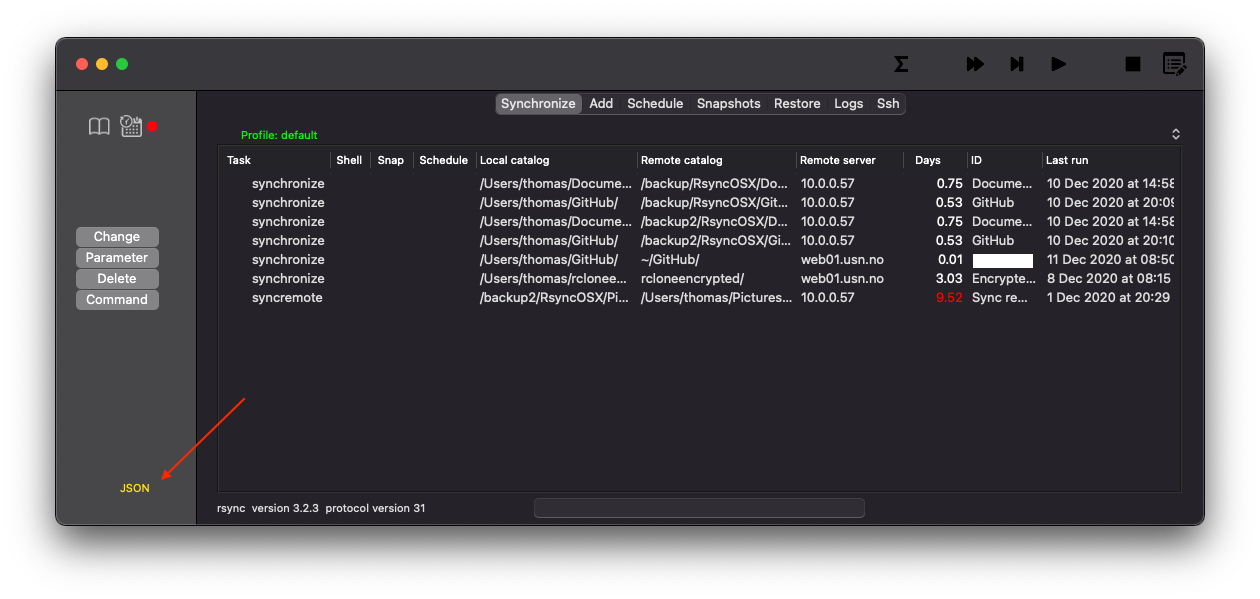 Synchronize Add Schedule Snapshots Restore Logs Ssh
Profile: default
Task Shell Snap Schedule Local catalog Remote catalog Remote server Days ID Last run
synchronize /Users/thomas/Docume... /backup/RsyncOSX/Do... 10.0.0.57 0.75 Docume... 10 Dec 2020 at 14:58
synchronize /Users/thomas/GitHub/ /backup/RsyncOSX/Git... 10.0.0.57 0.53 GitHub 10 Dec 2020 at 20:09
synchronize /Users/thomas/Docume... /backup2/RsyncOSX/D... 10.0.0.57 0.75 Docume... 10 Dec 2020 at 14:58
synchronize /Users/thomas/GitHub/ /backup2/RsyncOSX/Gi... 10.0.0.57 0.53 GitHub 10 Dec 2020 at 20:10
synchronize /Users/thomas/GitHub/ ~/GitHub/ web01.usn.no 0.01 11 Dec 2020 at 08:50
synchronize /Users/thomas/rclonee... rcloneencrypted/ web01.usn.no 3.03 Encrypte... 8 Dec 2020 at 08:15
syncremote /backup2/RsyncOSX/Pi... /Users/thomas/Pictures... 10.0.0.57 9.52 Sync re... 1 Dec 2020 at 20:29
Change
Parameter
Delete
Command
JSON
rsync version 3.2.3 protocol version 31